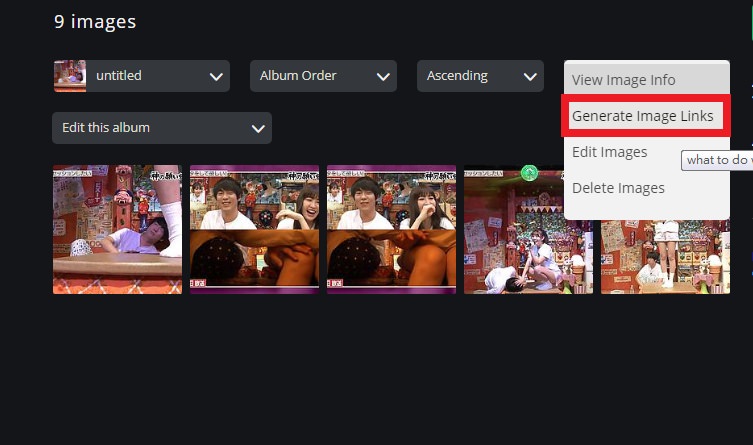 9 images
untitled
Album Order
Ascending
View Image Info
Generate Image Links
Edit this album
Edit Images
what to do
Delete Images